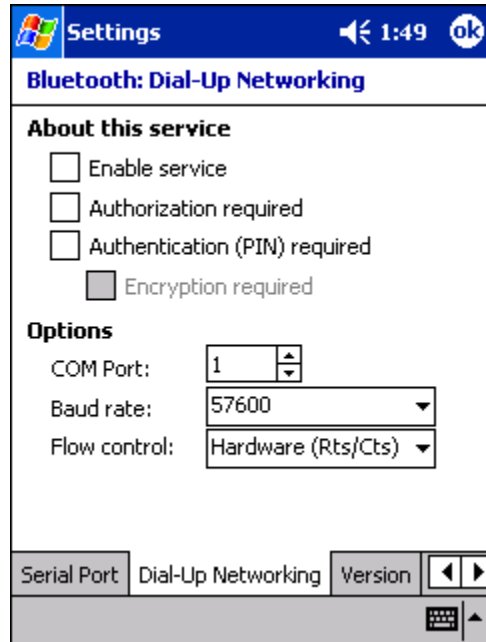 Settings 1:49 ok
Bluetooth: Dial-Up Networking
About this service
Enable service
Authorization required
Authentication (PIN) required
Encryption required
Options
COM Port: 1
Baud rate: 57600
Flow control: Hardware (Rts/Cts)
Serial Port Dial-Up Networking Version